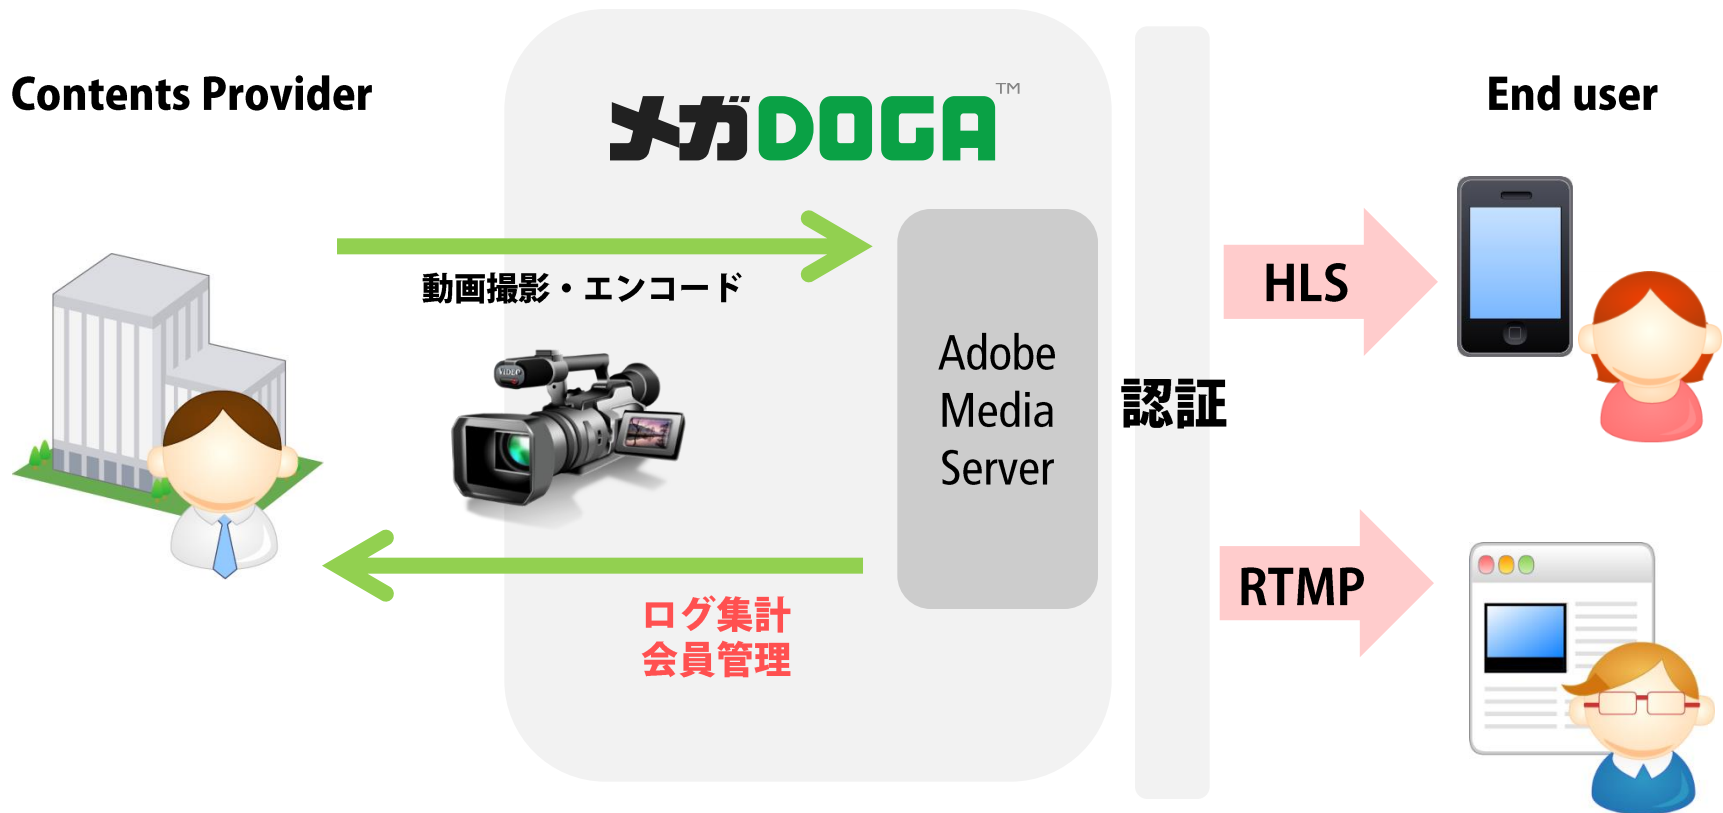 Contents Provider
メガDOGA™
End user
動画撮影・エンコード
VIDEO
Adobe
Media
Server
認証
HLS
RTMP
ログ集計
会員管理